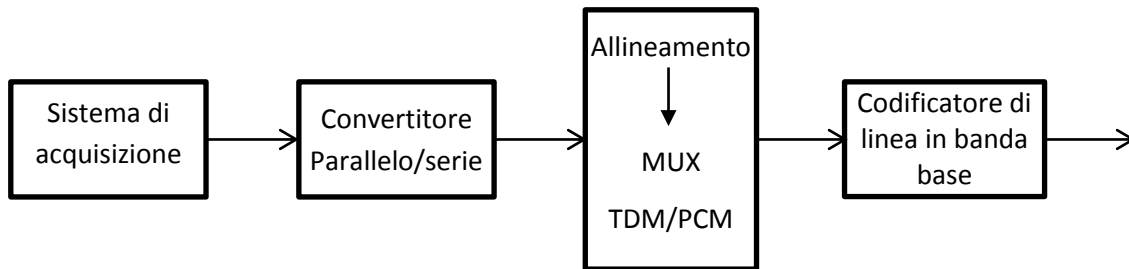 Sistema di
acquisizione
Convertitore
Parallelo/serie
Allineamento
MUX
TDM/PCM
Codificatore di
linea in banda
base